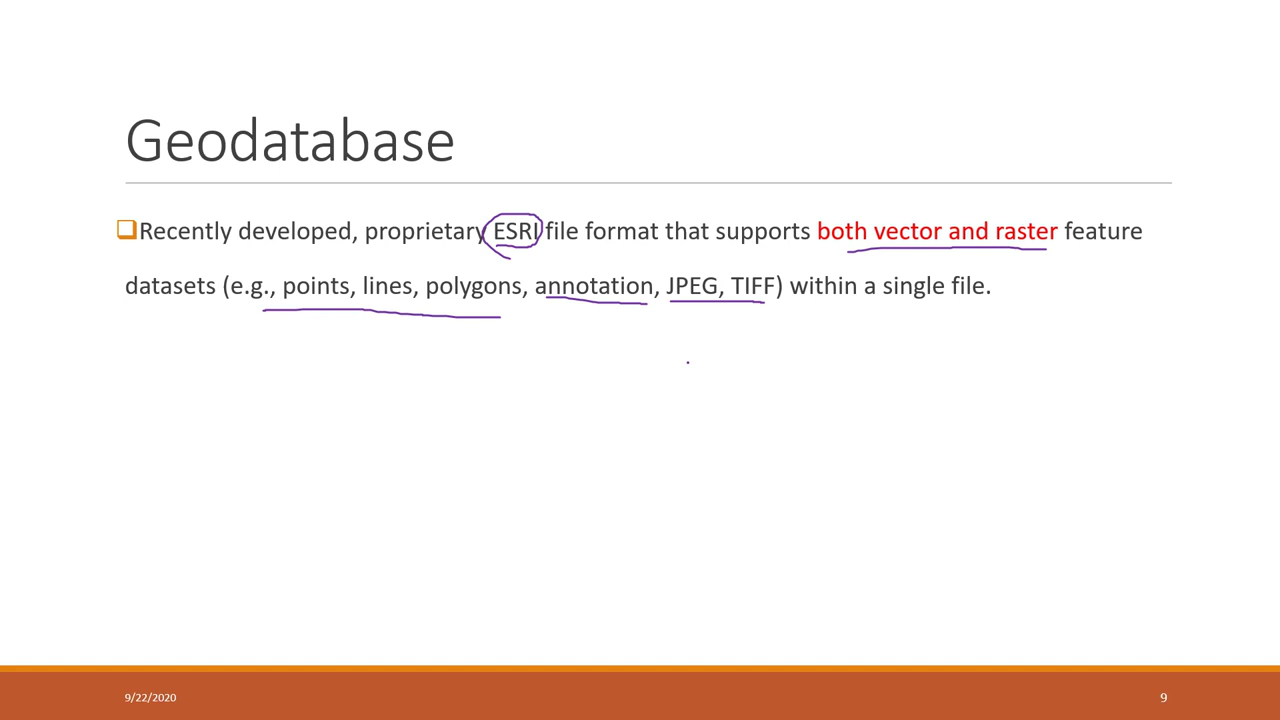 Geodatabase
Recently developed, proprietary ESRI file format that supports both vector and raster feature
datasets (e.g., points, lines, polygons, annotation, JPEG, TIFF) within a single file.
9/22/2020
9